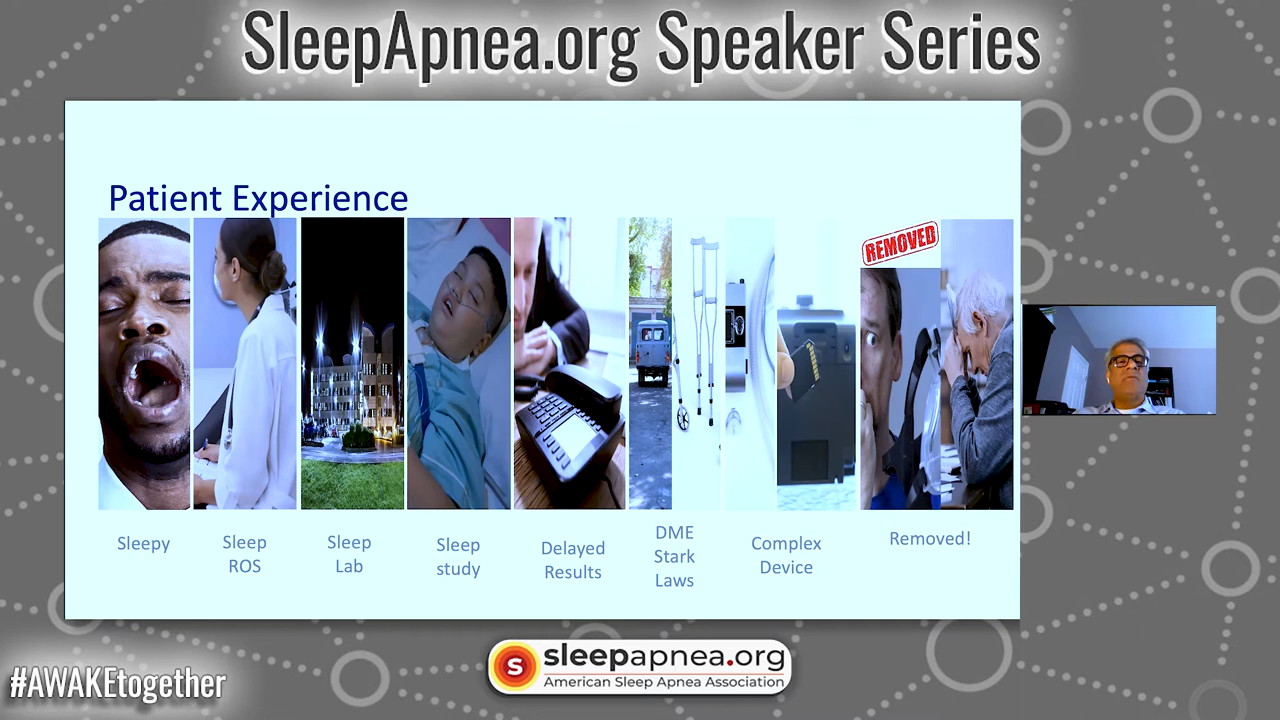 SleepApnea.org Speaker Series
Patient Experience
REMOVED
Sleepy
Sleep
ROS
Sleep
Lab
Sleep
study
Delayed
Results
DME
Stark
Laws
Complex
Device
Removed!
#AWAKEtogether
S
sleepapnea.org
American Sleep Apnea Association